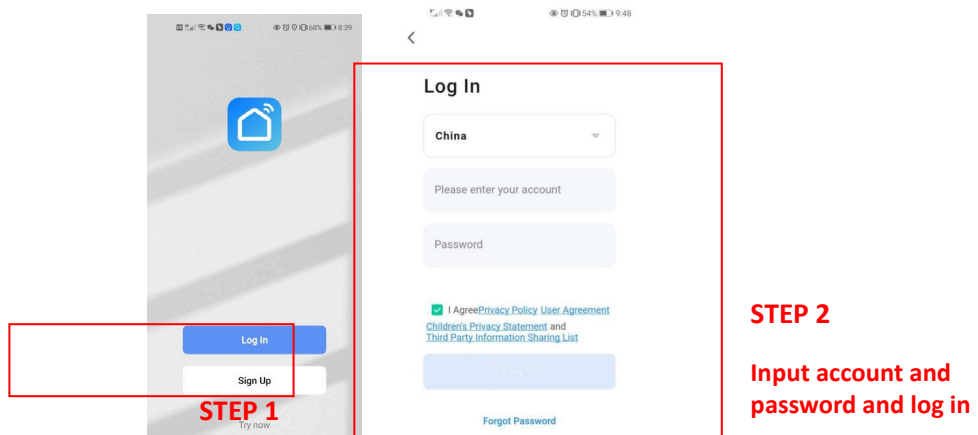 68% 8:39
Log In
Sign Up
STEP 1
Try now
54% 9:48
Log In
China
Please enter your account
Password
I AgreePrivacy Policy User Agreement
Children's Privacy Statement and
Third Party Information Sharing List
Log In
Forgot Password
STEP 2
Input account and
password and log in